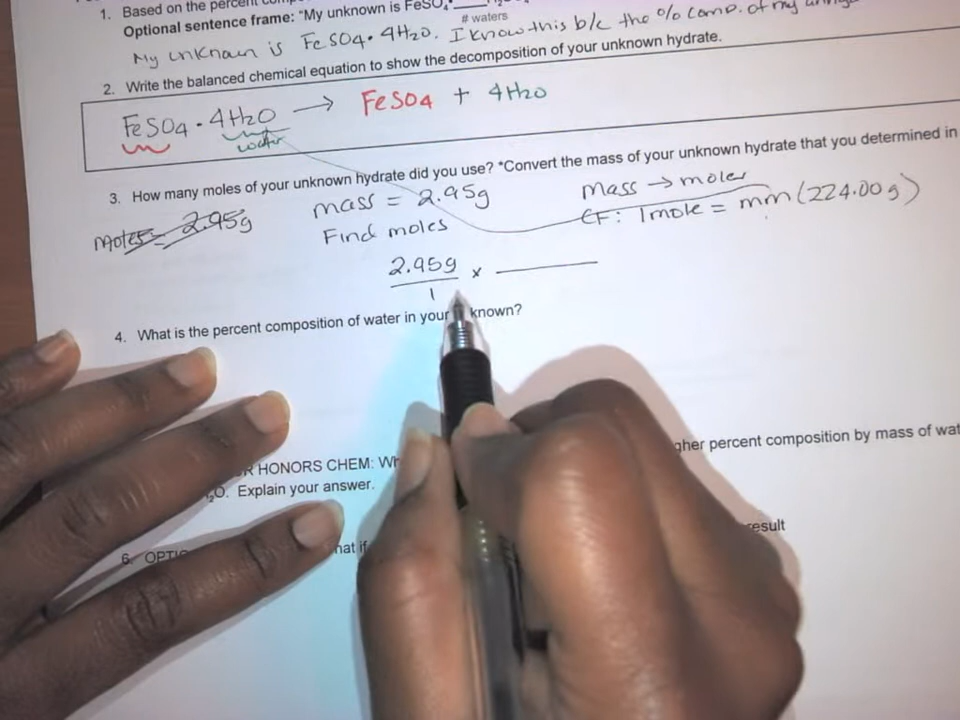 1. Based on the percent
Optional sentence frame: "My unknown is FeSO4·
# waters
My unknown is FeSO4·4H2O. I know this b/c the % comp. of my
2. Write the balanced chemical equation to show the decomposition of your unknown hydrate.
FeSO4·4H2O → FeSO4 + 4H2O
water
3. How many moles of your unknown hydrate did you use? *Convert the mass of your unknown hydrate that you determined in
moles= 2.95g
mass = 2.95g
Find moles
Mass → moles
CF: 1mole = mm (224.00g)
2.95g ×
1
4. What is the percent composition of water in your known?
HONORS CHEM: Wh gher percent composition by mass of wat
O. Explain your answer.
6. OPTIO hat if esult